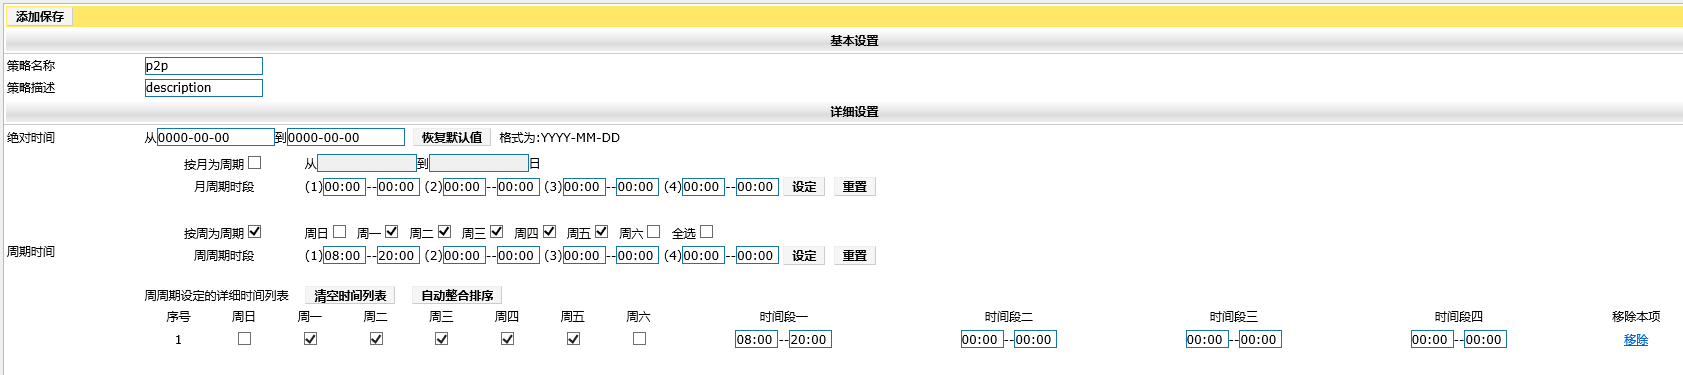 添加保存
基本设置
策略名称 p2p
策略描述 description
详细设置
绝对时间 从 0000-00-00 到 0000-00-00 恢复默认值 格式为:YYYY-MM-DD
按月为周期 从 到 日
月周期时段 (1)00:00--00:00 (2)00:00--00:00 (3)00:00--00:00 (4)00:00--00:00 设定 重置
按周为周期 周日 周一 周二 周三 周四 周五 周六 全选
周期时间
周周期时段 (1)08:00--20:00 (2)00:00--00:00 (3)00:00--00:00 (4)00:00--00:00 设定 重置
周周期设定的详细时间列表 清空时间列表 自动整合排序
序号 周日 周一 周二 周三 周四 周五 周六 时间段一 时间段二 时间段三 时间段四 移除本项
1 08:00--20:00 00:00--00:00 00:00--00:00 00:00--00:00 移除